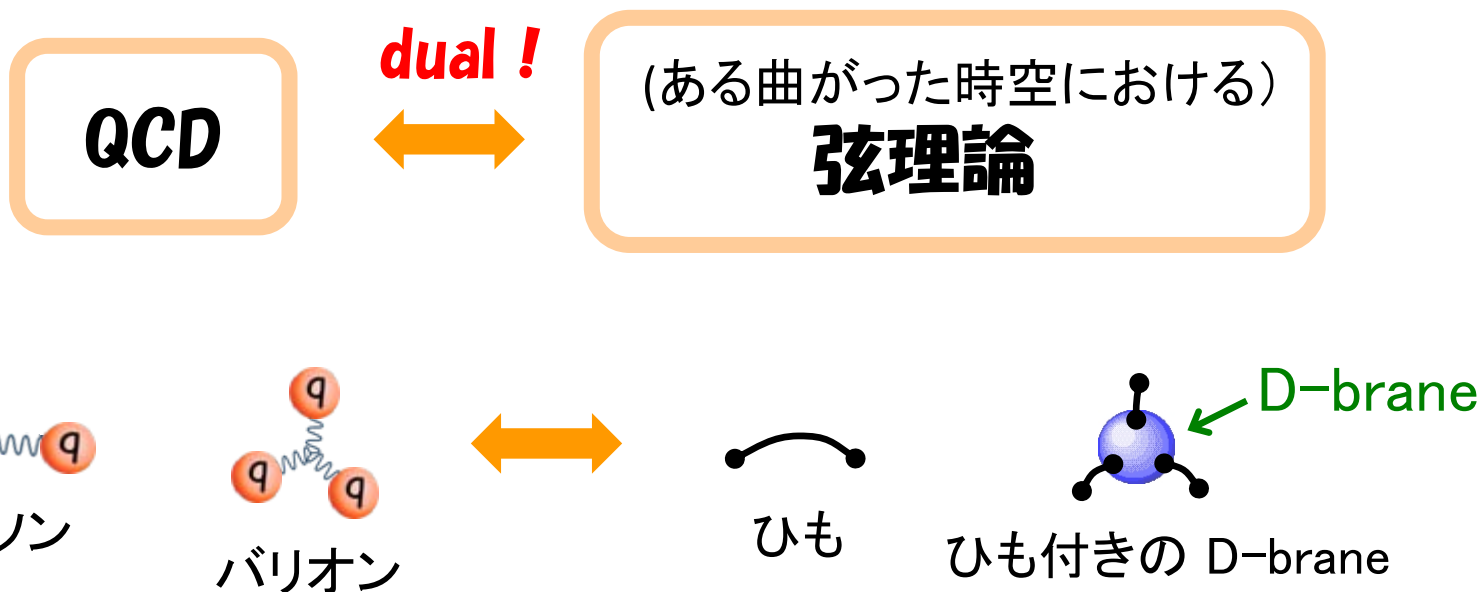 dual !
QCD
(ある曲がった時空における)
弦理論
D-brane
q
q
q
q
ソン
バリオン
ひも
ひも付きの D-brane